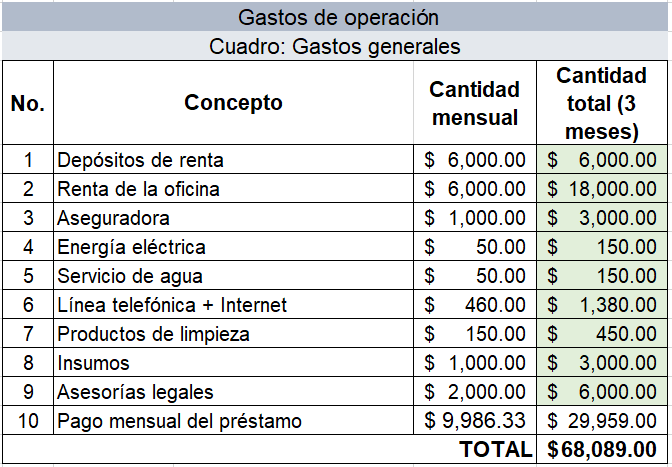 Gastos de operación
Cuadro: Gastos generales
No. Concepto Cantidad mensual Cantidad total (3 meses)
1 Depósitos de renta $ 6,000.00 $ 6,000.00
2 Renta de la oficina $ 6,000.00 $ 18,000.00
3 Aseguradora $ 1,000.00 $ 3,000.00
4 Energía eléctrica $ 50.00 $ 150.00
5 Servicio de agua $ 50.00 $ 150.00
6 Línea telefónica + Internet $ 460.00 $ 1,380.00
7 Productos de limpieza $ 150.00 $ 450.00
8 Insumos $ 1,000.00 $ 3,000.00
9 Asesorías legales $ 2,000.00 $ 6,000.00
10 Pago mensual del préstamo $ 9,986.33 $ 29,959.00
TOTAL $68,089.00